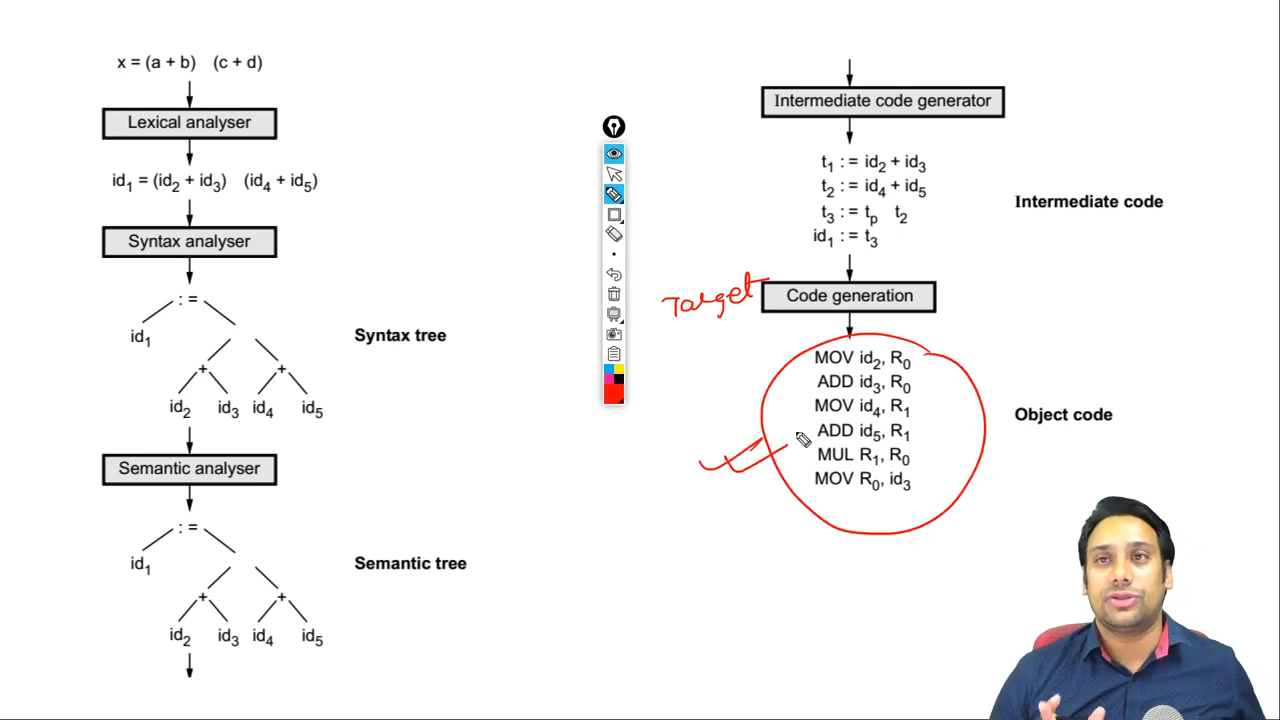 x = (a + b) (c + d)
Lexical analyser
id1 = (id2 + id3) (id4 + id5)
Syntax analyser
: =
id1
Syntax tree
+ +
id2 id3 id4 id5
Semantic analyser
: =
id1
Semantic tree
+ +
id2 id3 id4 id5
Intermediate code generator
t1 : = id2 + id3
t2 : = id4 + id5
t3 : = tp t2
id1 : = t3
Intermediate code
Target
Code generation
MOV id2, R0
ADD id3, R0
MOV id4, R1
ADD id5, R1
MUL R1, R0
MOV R0, id3
Object code